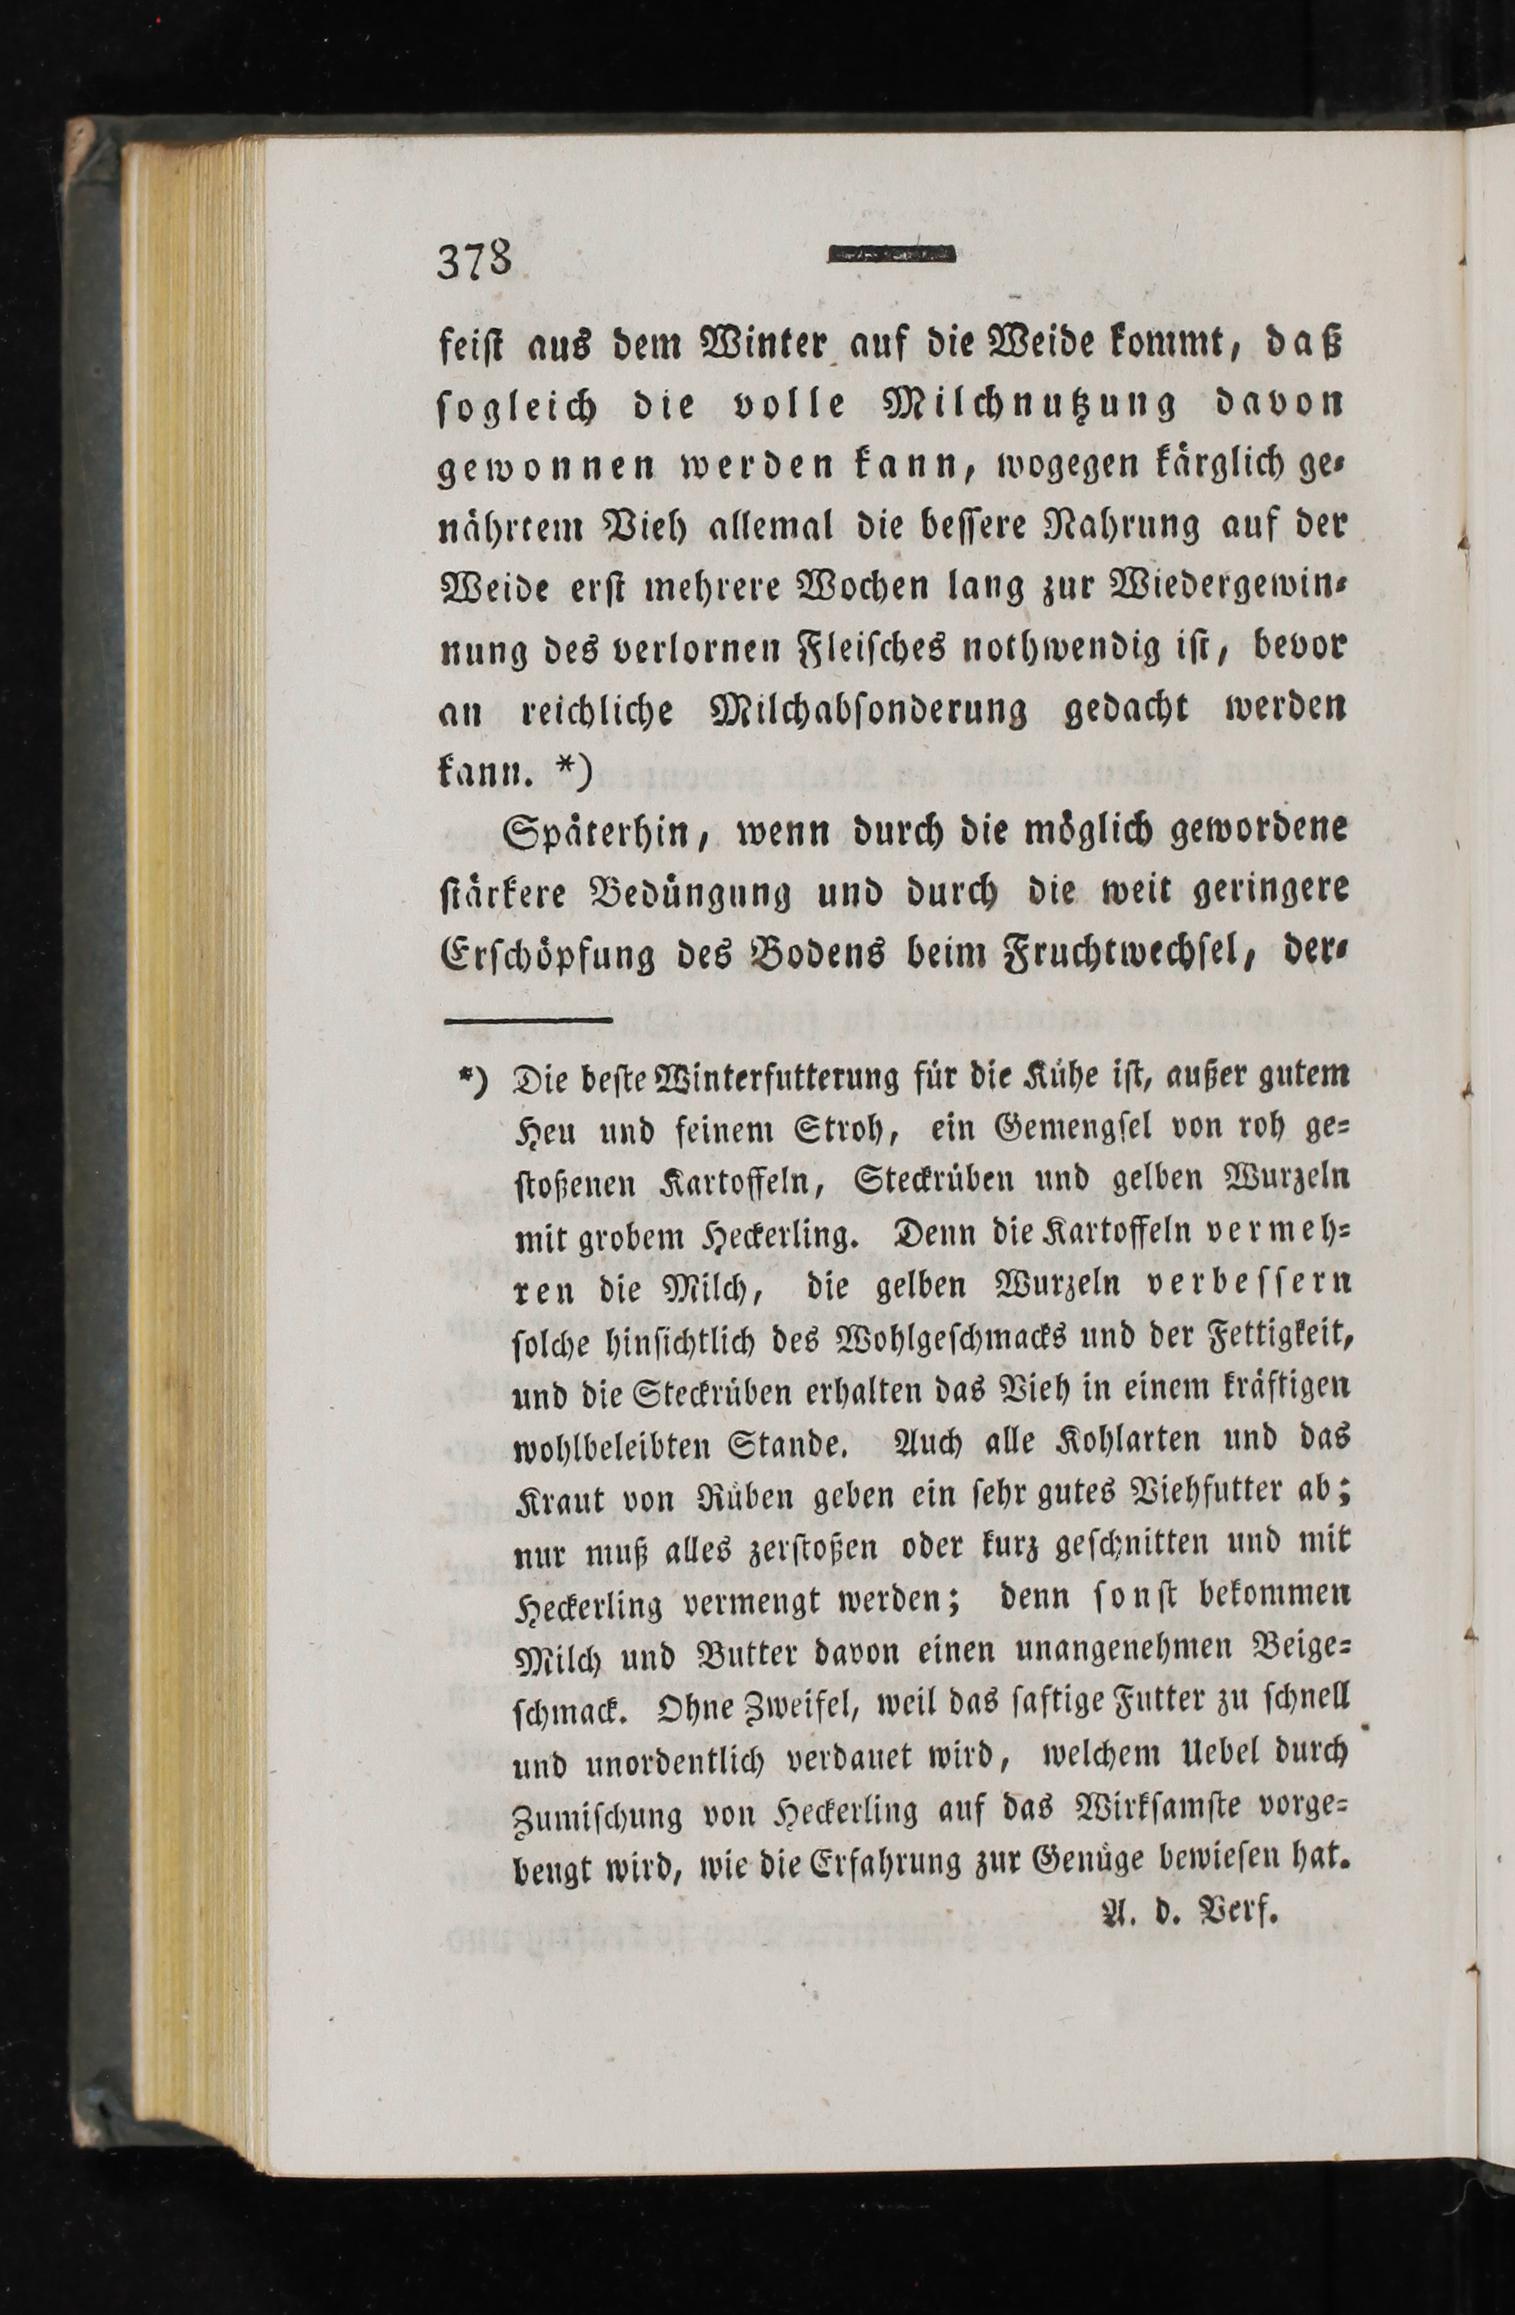 378
feiſt aus dem Winter auf die Weide kommt, daß
ſogleich die volle Milchnutzung davon
gewonnen werden kann, wogegen kärglich ge-
nährtem Vieh allemal die beſſere Nahrung auf der
Weide erſt mehrere Wochen lang zur Wiedergewin-
nung des verlornen Fleiſches nothwendig iſt, bevor
an reichliche Milchabſonderung gedacht werden
kann. *)
Späterhin, wenn durch die möglich gewordene
ſtärkere Bedüngung und durch die weit geringere
Erſchöpfung des Bodens beim Fruchtwechſel, der-
*) Die beſte Winterfutterung für die Kühe iſt, außer gutem
Heu und feinem Stroh, ein Gemengſel von roh ge-
ſtoßenen Kartoffeln, Steckrüben und gelben Wurzeln
mit grobem Heckerling. Denn die Kartoffeln vermeh-
ren die Milch, die gelben Wurzeln verbeſſern
ſolche hinſichtlich des Wohlgeſchmacks und der Fettigkeit,
und die Steckrüben erhalten das Vieh in einem kräftigen
wohlbeleibten Stande. Auch alle Kohlarten und das
Kraut von Rüben geben ein ſehr gutes Viehfutter ab;
nur muß alles zerſtoßen oder kurz geſchnitten und mit
Heckerling vermengt werden; denn ſonſt bekommen
Milch und Butter davon einen unangenehmen Beige-
ſchmack. Ohne Zweifel, weil das ſaftige Futter zu ſchnell
und unordentlich verdauet wird, welchem Uebel durch
Zumiſchung von Heckerling auf das Wirkſamſte vorge-
beugt wird, wie die Erfahrung zur Genüge bewieſen hat.
A. d. Verf.